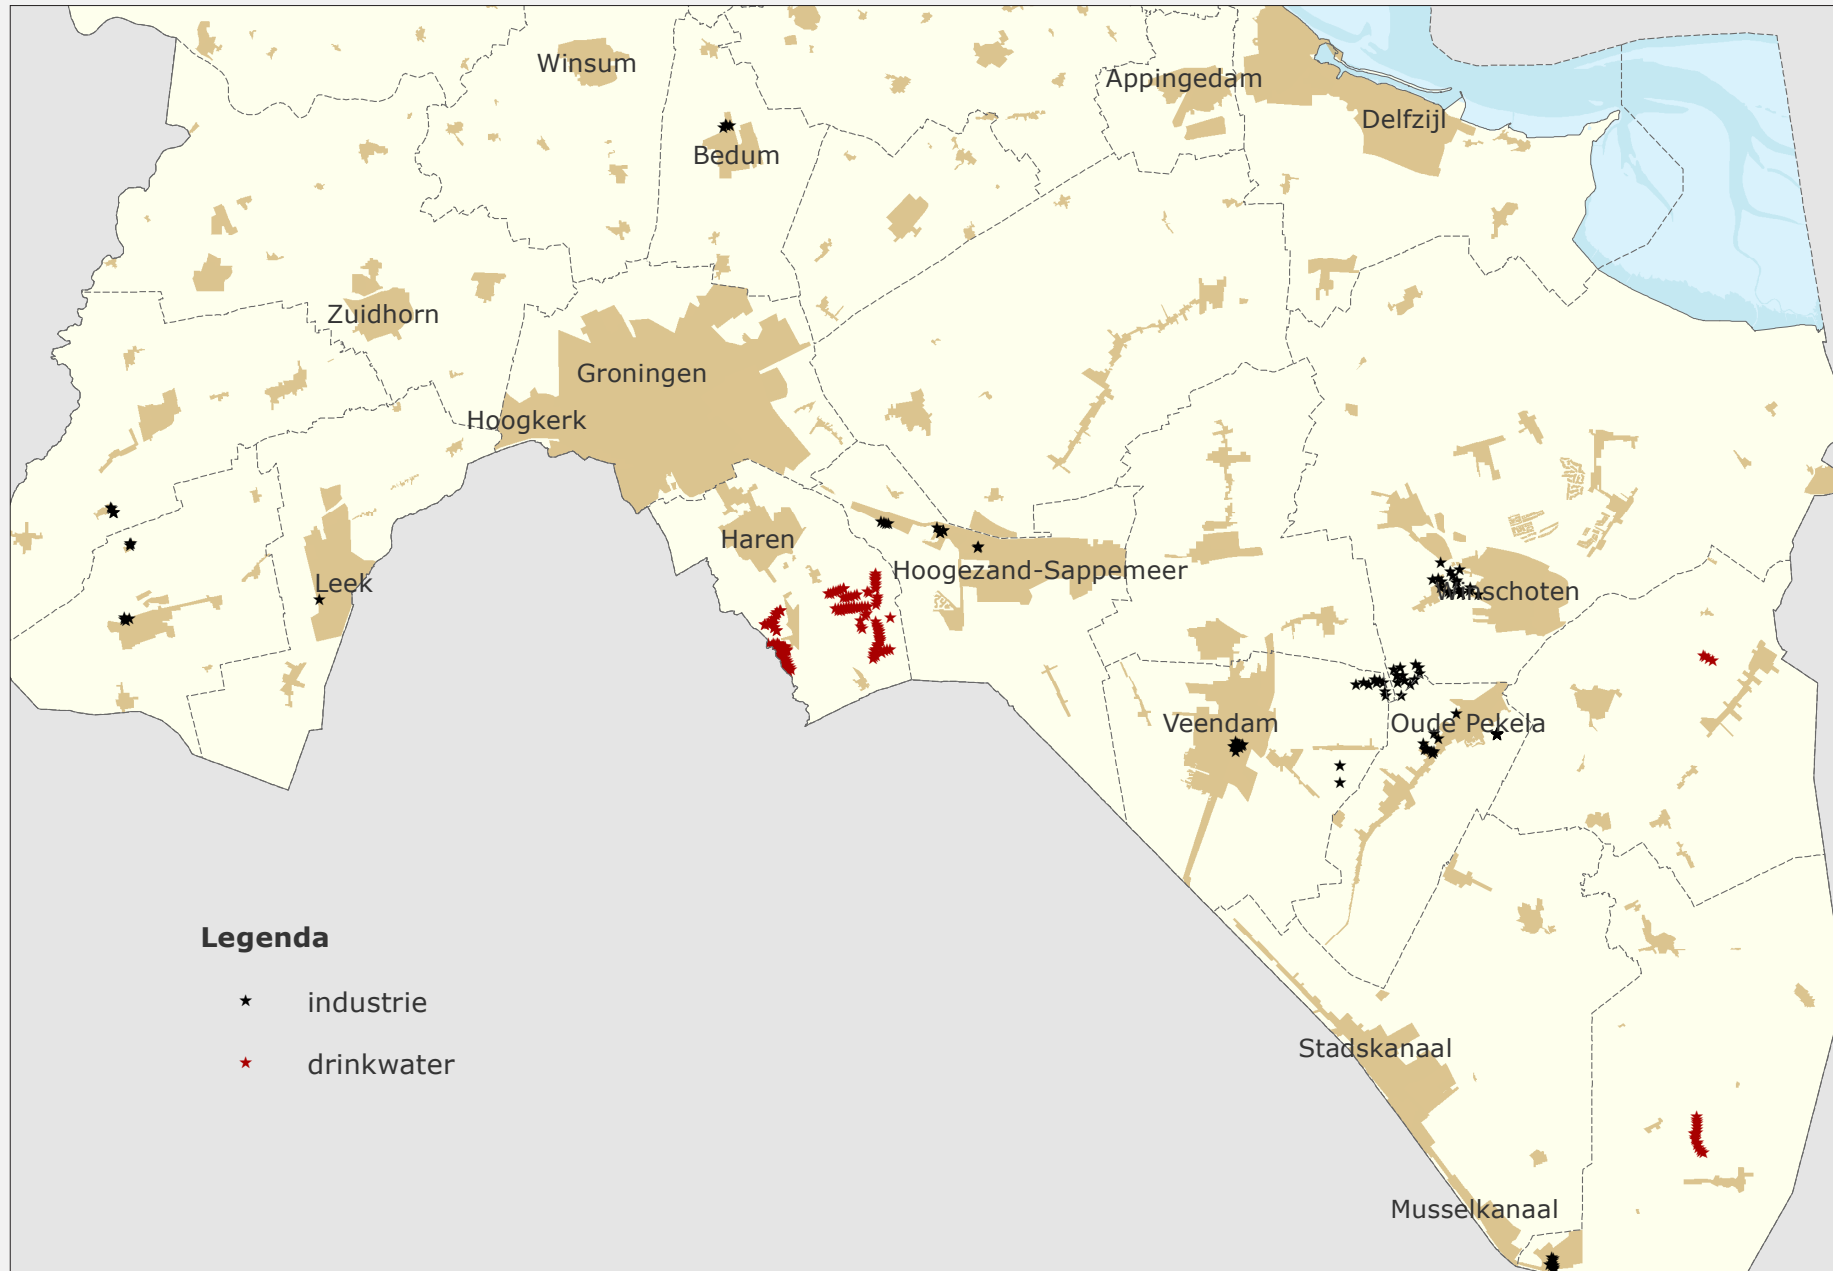 Winsum
Appingedam
Delfzijl
Bedum
Zuidhorn
Groningen
Hoogkerk
Haren
Hoogezand-Sappemeer
Leek
Winschoten
Veendam
Oude Pekela
Legenda
industrie
drinkwater
Stadskanaal
Musselkanaal